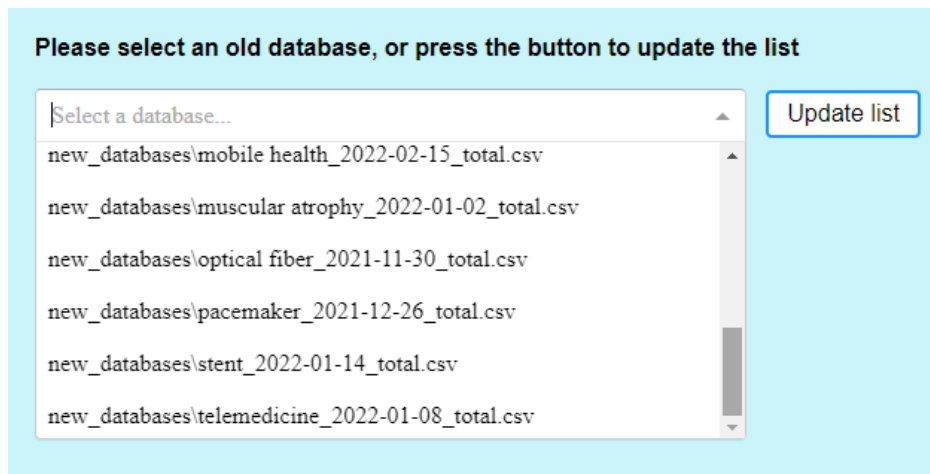 Please select an old database, or press the button to update the list
Select a database...
Update list
new_databases\mobile health_2022-02-15_total.csv
new_databases\muscular atrophy_2022-01-02_total.csv
new_databases\optical fiber_2021-11-30_total.csv
new_databases\pacemaker_2021-12-26_total.csv
new_databases\stent_2022-01-14_total.csv
new_databases\telemedicine_2022-01-08_total.csv